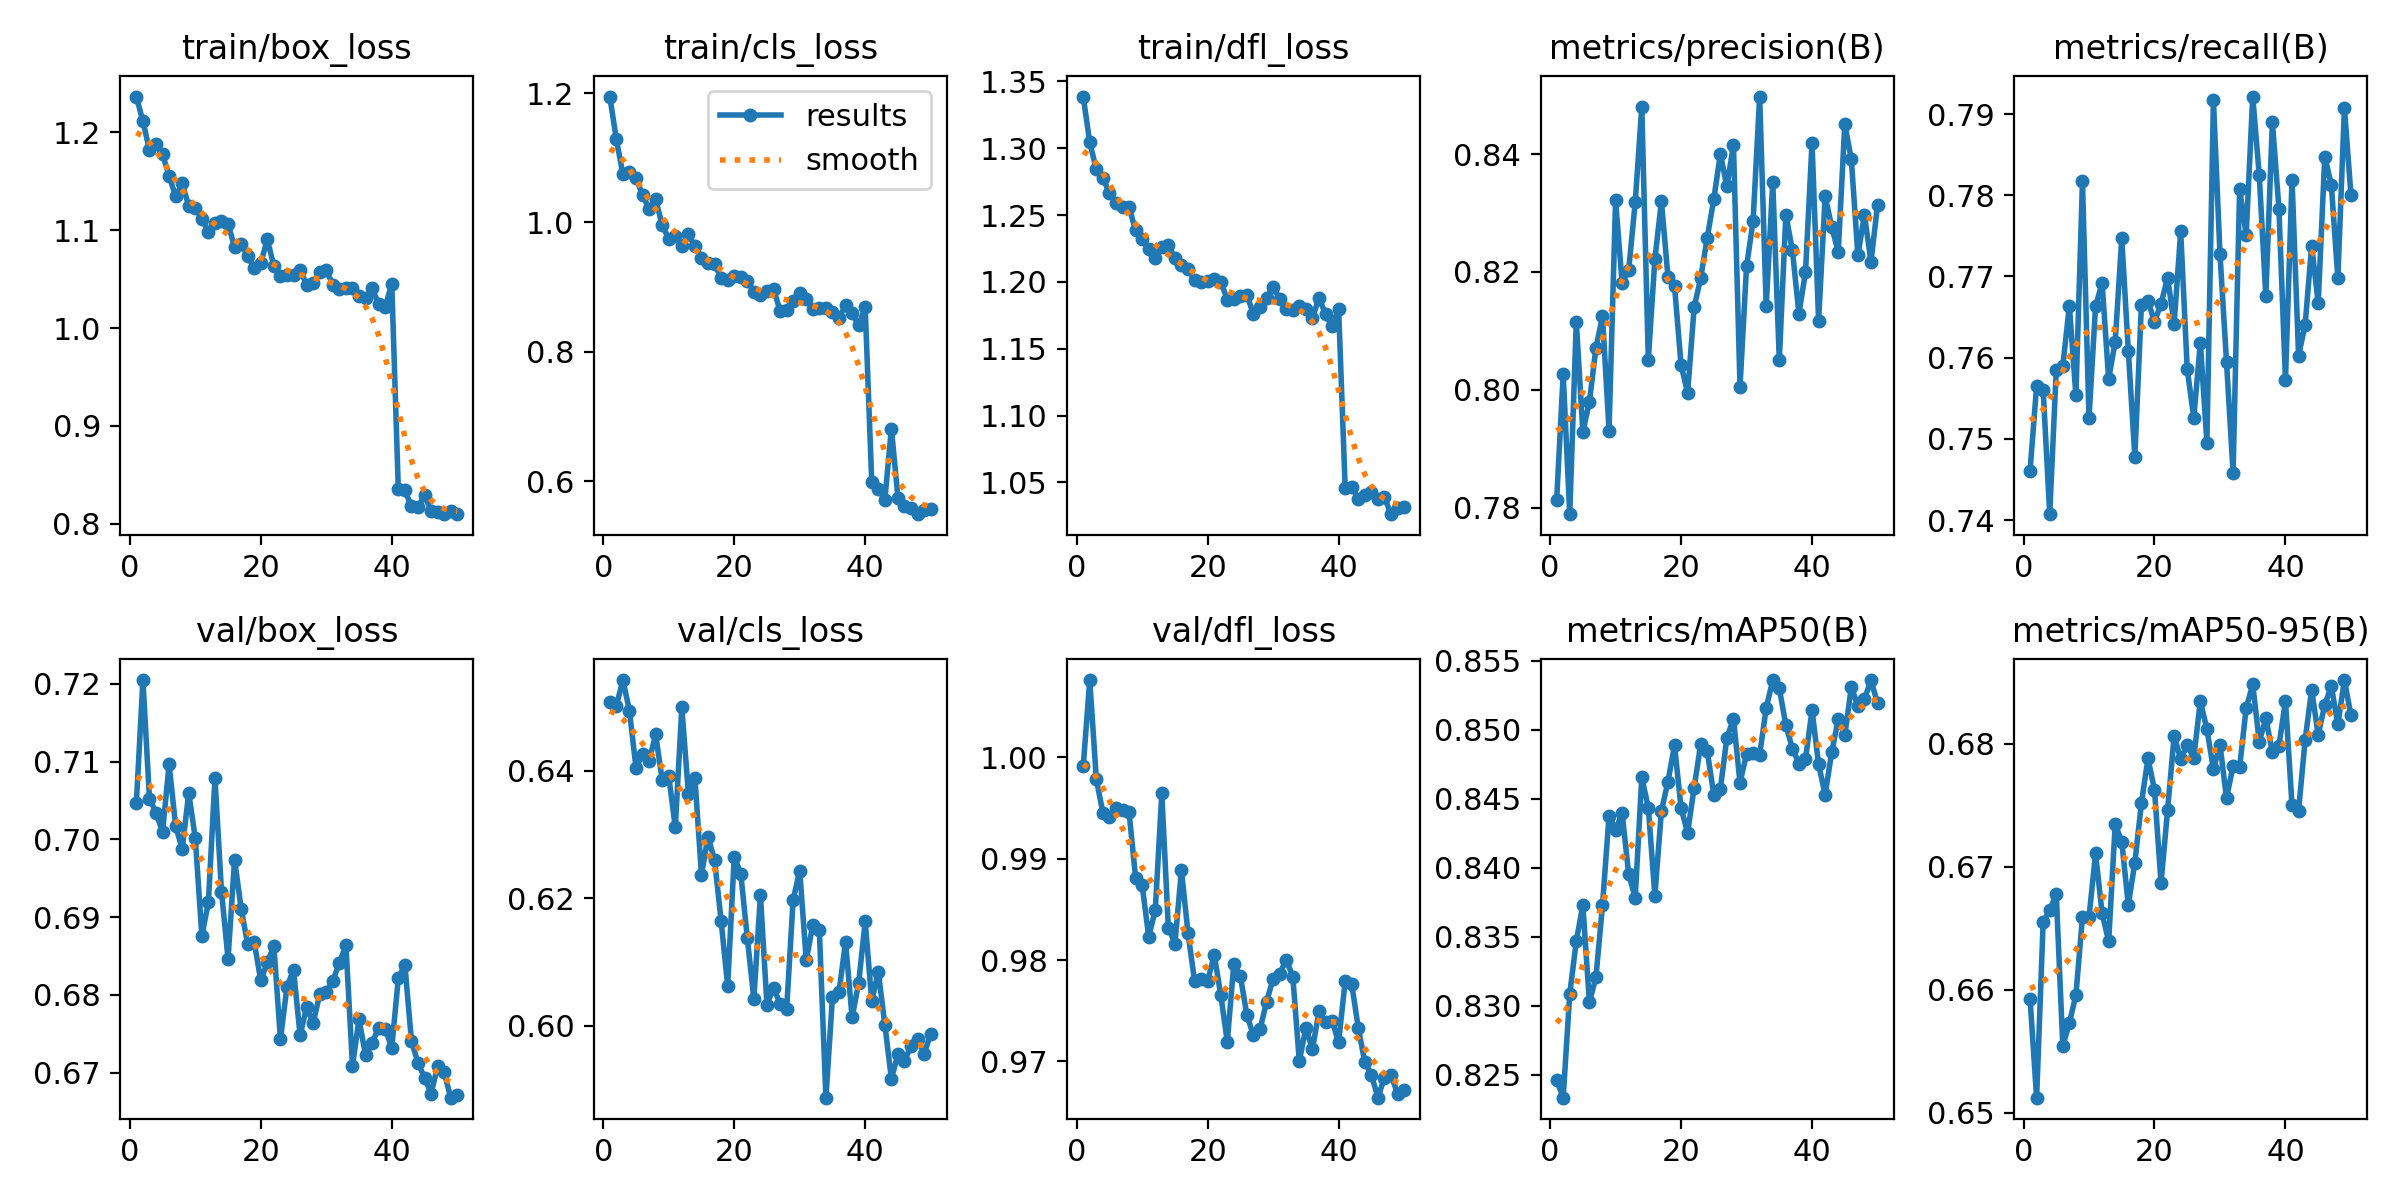 train/box_loss
train/cls_loss
train/dfl_loss
metrics/precision(B)
metrics/recall(B)
1.2
1.1
1.0
0.9
0.8
0 20 40
1.2
1.0
0.8
0.6
0 20 40
results
smooth
1.35
1.30
1.25
1.20
1.15
1.10
1.05
0 20 40
0.84
0.82
0.80
0.78
0 20 40
0.79
0.78
0.77
0.76
0.75
0.74
0 20 40
val/box_loss
val/cls_loss
val/dfl_loss
metrics/mAP50(B)
metrics/mAP50-95(B)
0.72
0.71
0.70
0.69
0.68
0.67
0 20 40
0.64
0.62
0.60
0 20 40
1.00
0.99
0.98
0.97
0 20 40
0.855
0.850
0.845
0.840
0.835
0.830
0.825
0 20 40
0.68
0.67
0.66
0.65
0 20 40